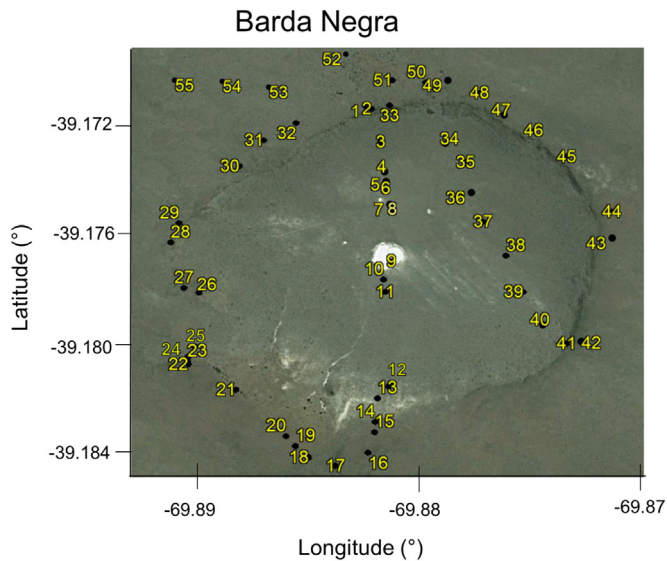 Barda Negra
52
55 54 53 51 50 49 48
1 2 33 47
-39.172 32 31 3 34 46
30 4 35 45
5 6 36
29 7 8 37 44
-39.176 28 38 43
10 9
27 26 11 39
40
-39.180 25 41 42
24 23
22 12
21 13
14 15
20 19
-39.184 18 17 16
-69.89 -69.88 -69.87
Latitude (°)
Longitude (°)